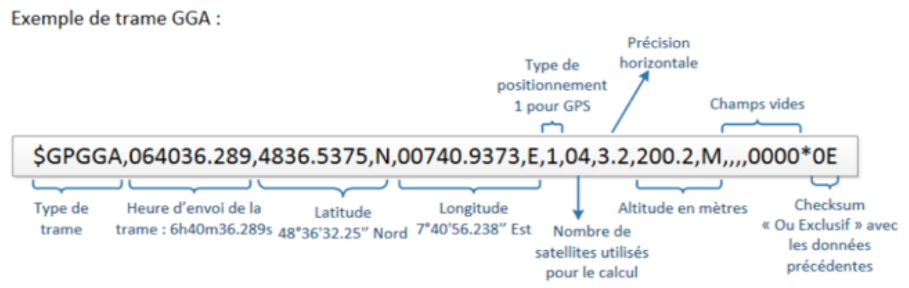 Exemple de trame GGA :
Précision
horizontale
Type de
positionnement
1 pour GPS
Champs vides
$GPGGA,064036.289,4836.5375,N,00740.9373,E,1,04,3.2,200.2,M,,,,0000*0E
Type de
trame
Heure d'envoi de la
trame : 6h40m36.289s
Latitude
48°36'32.25" Nord
Longitude
7°40'56.238" Est
Nombre de
satellites utilisés
pour le calcul
Altitude en mètres
Checksum
« Ou Exclusif » avec
les données
précédentes